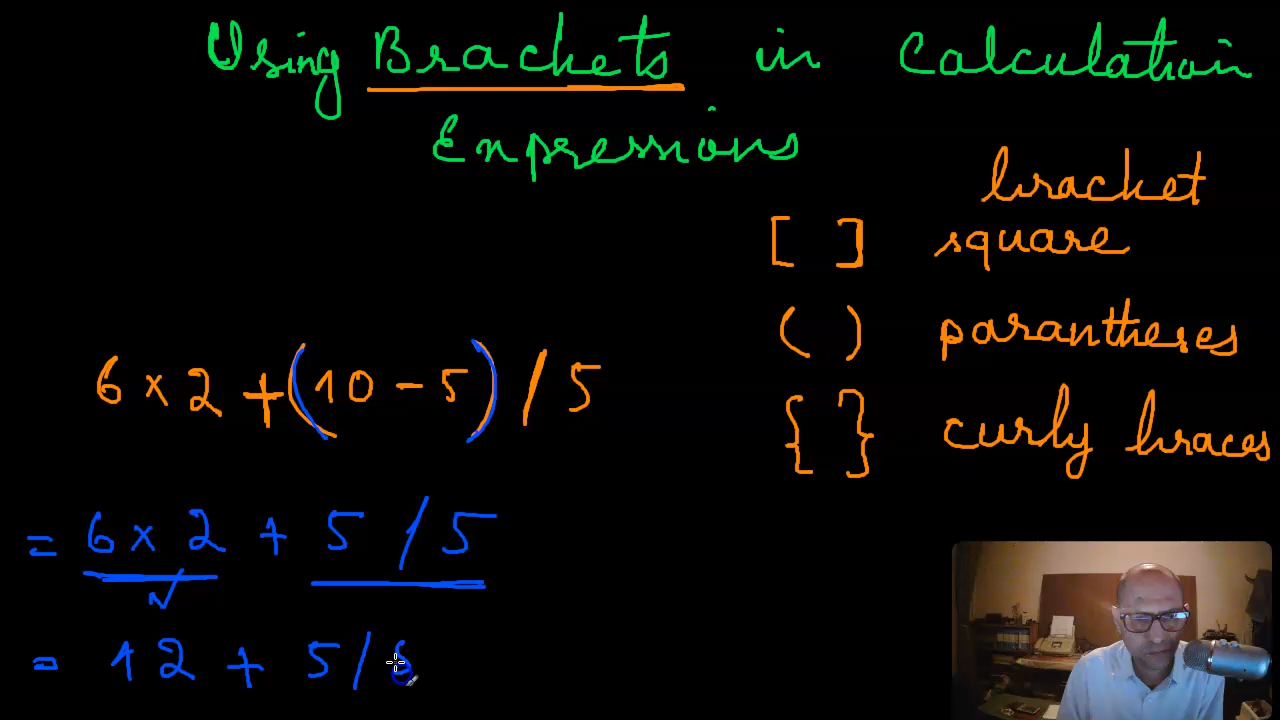 Using Brackets in Calculation
Expressions
bracket
[ ] square
( ) parantheses
{ } curly braces
6 × 2 + (10 - 5) / 5
= 6 × 2 + 5 / 5
= 12 + 5 /